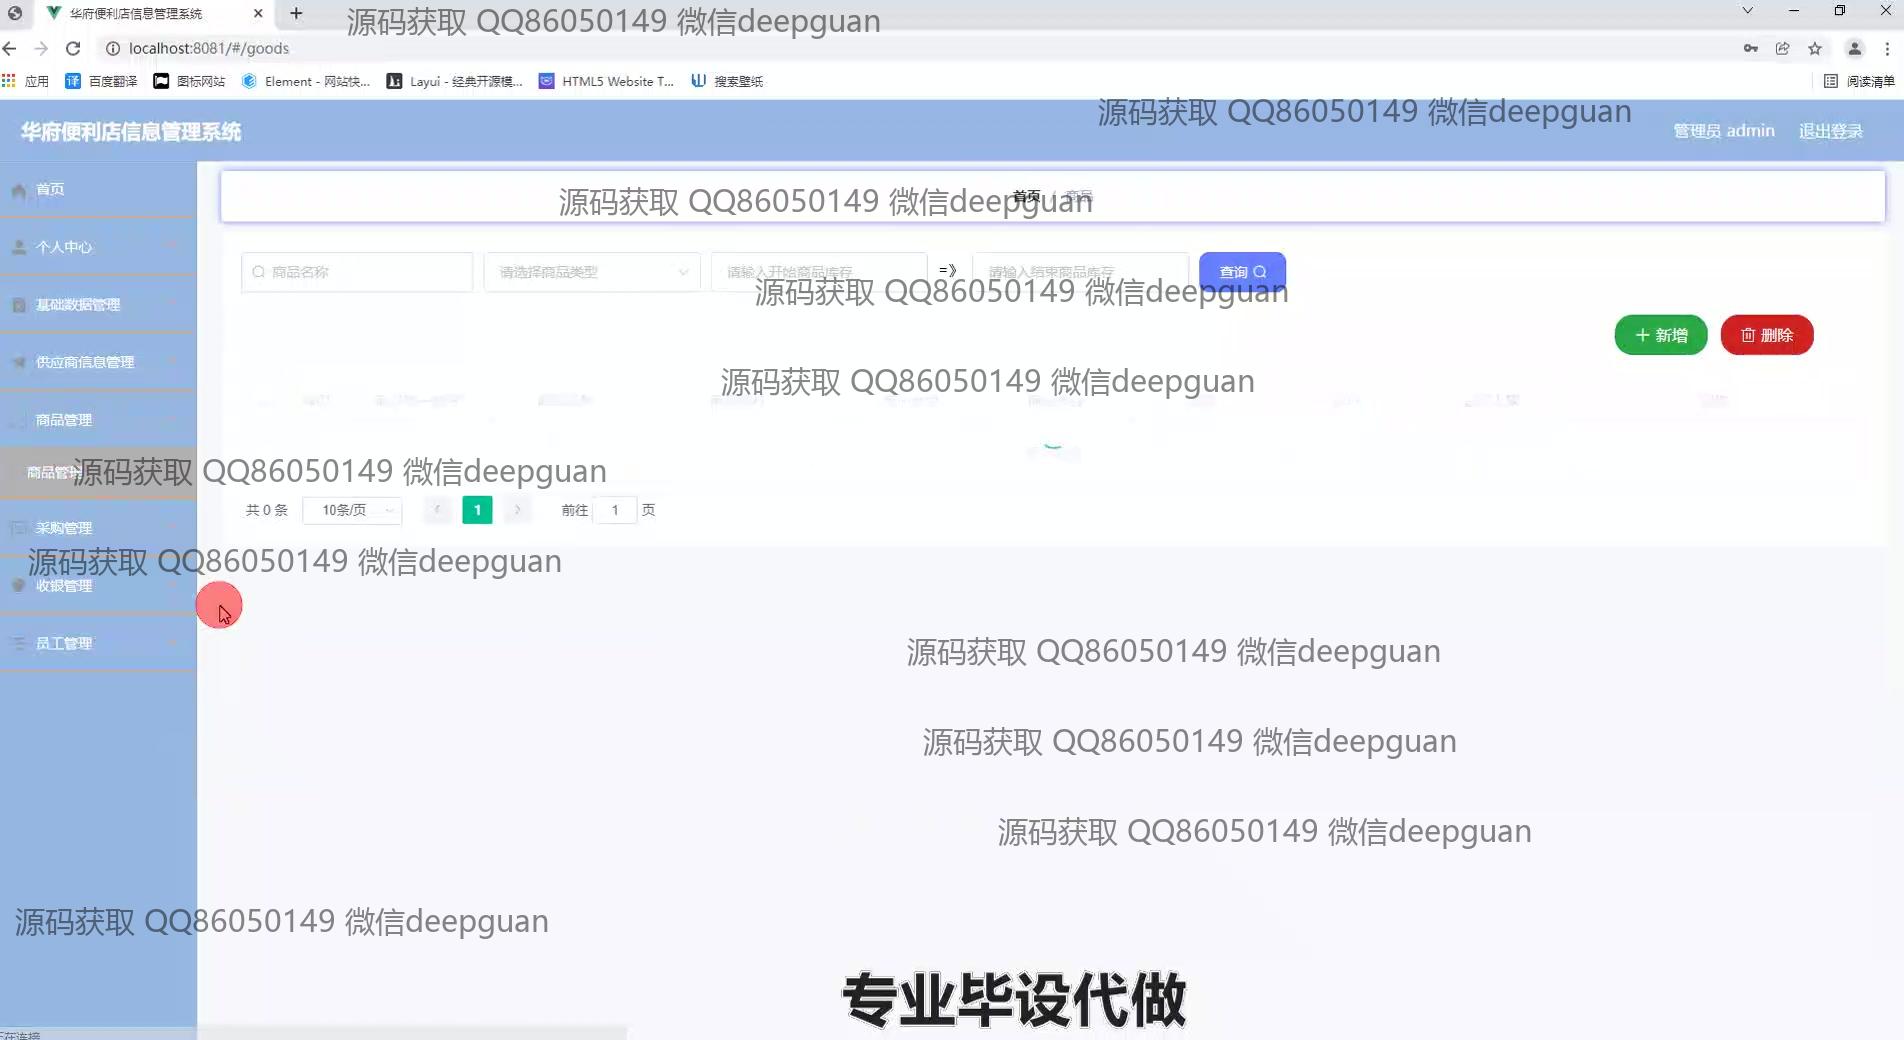 华府便利店信息管理系统
源码获取 QQ86050149 微信deepguan
localhost:8081/#/goods
应用
百度翻译
图标网站
Element - 网站快...
Layui - 经典开源模...
HTML5 Website T...
搜索壁纸
阅读清单
华府便利店信息管理系统
源码获取 QQ86050149 微信deepguan
管理员 admin
退出登录
首页
源码获取 QQ86050149 微信deepguan
首页 / 商品
个人中心
商品名称
请选择商品类型
请输入开始商品库存
=》
请输入结束商品库存
查询
源码获取 QQ86050149 微信deepguan
基础数据管理
新增
删除
供应商信息管理
源码获取 QQ86050149 微信deepguan
商品管理
商品管理
源码获取 QQ86050149 微信deepguan
共 0 条
10条/页
1
前往 1 页
采购管理
源码获取 QQ86050149 微信deepguan
收银管理
员工管理
源码获取 QQ86050149 微信deepguan
源码获取 QQ86050149 微信deepguan
源码获取 QQ86050149 微信deepguan
源码获取 QQ86050149 微信deepguan
专业毕设代做